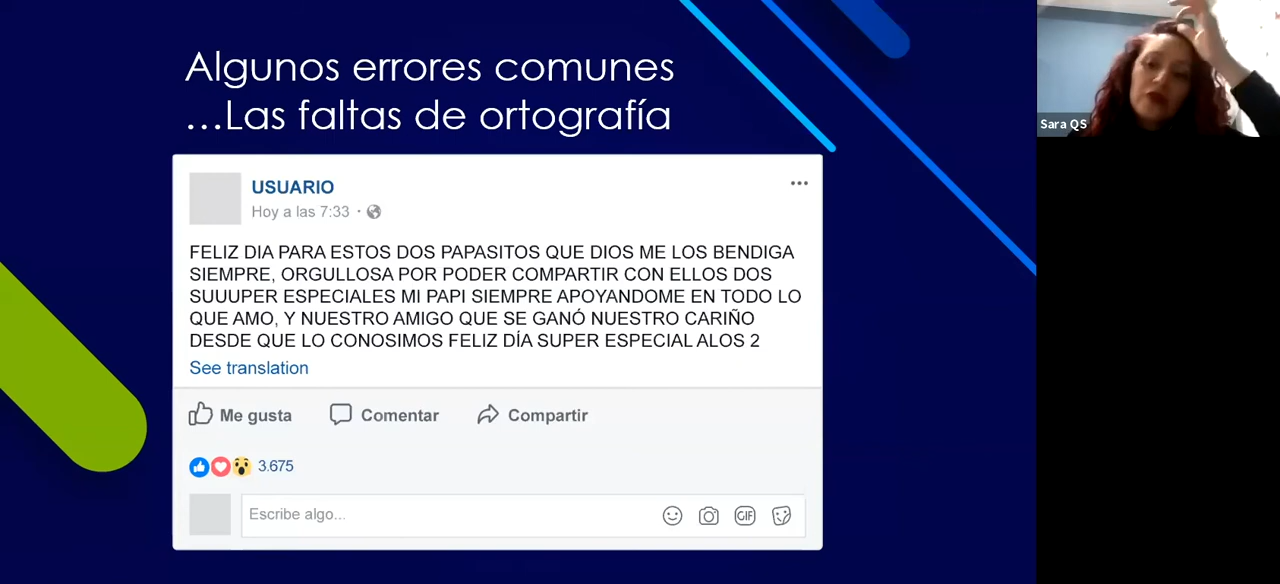 Algunos errores comunes
...Las faltas de ortografía
USUARIO
Hoy a las 7:33 ·
FELIZ DIA PARA ESTOS DOS PAPASITOS QUE DIOS ME LOS BENDIGA
SIEMPRE, ORGULLOSA POR PODER COMPARTIR CON ELLOS DOS
SUUUPER ESPECIALES MI PAPI SIEMPRE APOYANDOME EN TODO LO
QUE AMO, Y NUESTRO AMIGO QUE SE GANÓ NUESTRO CARIÑO
DESDE QUE LO CONOSIMOS FELIZ DÍA SUPER ESPECIAL ALOS 2
See translation
Me gusta Comentar Compartir
3.675
Escribe algo...
GIF
Sara QS